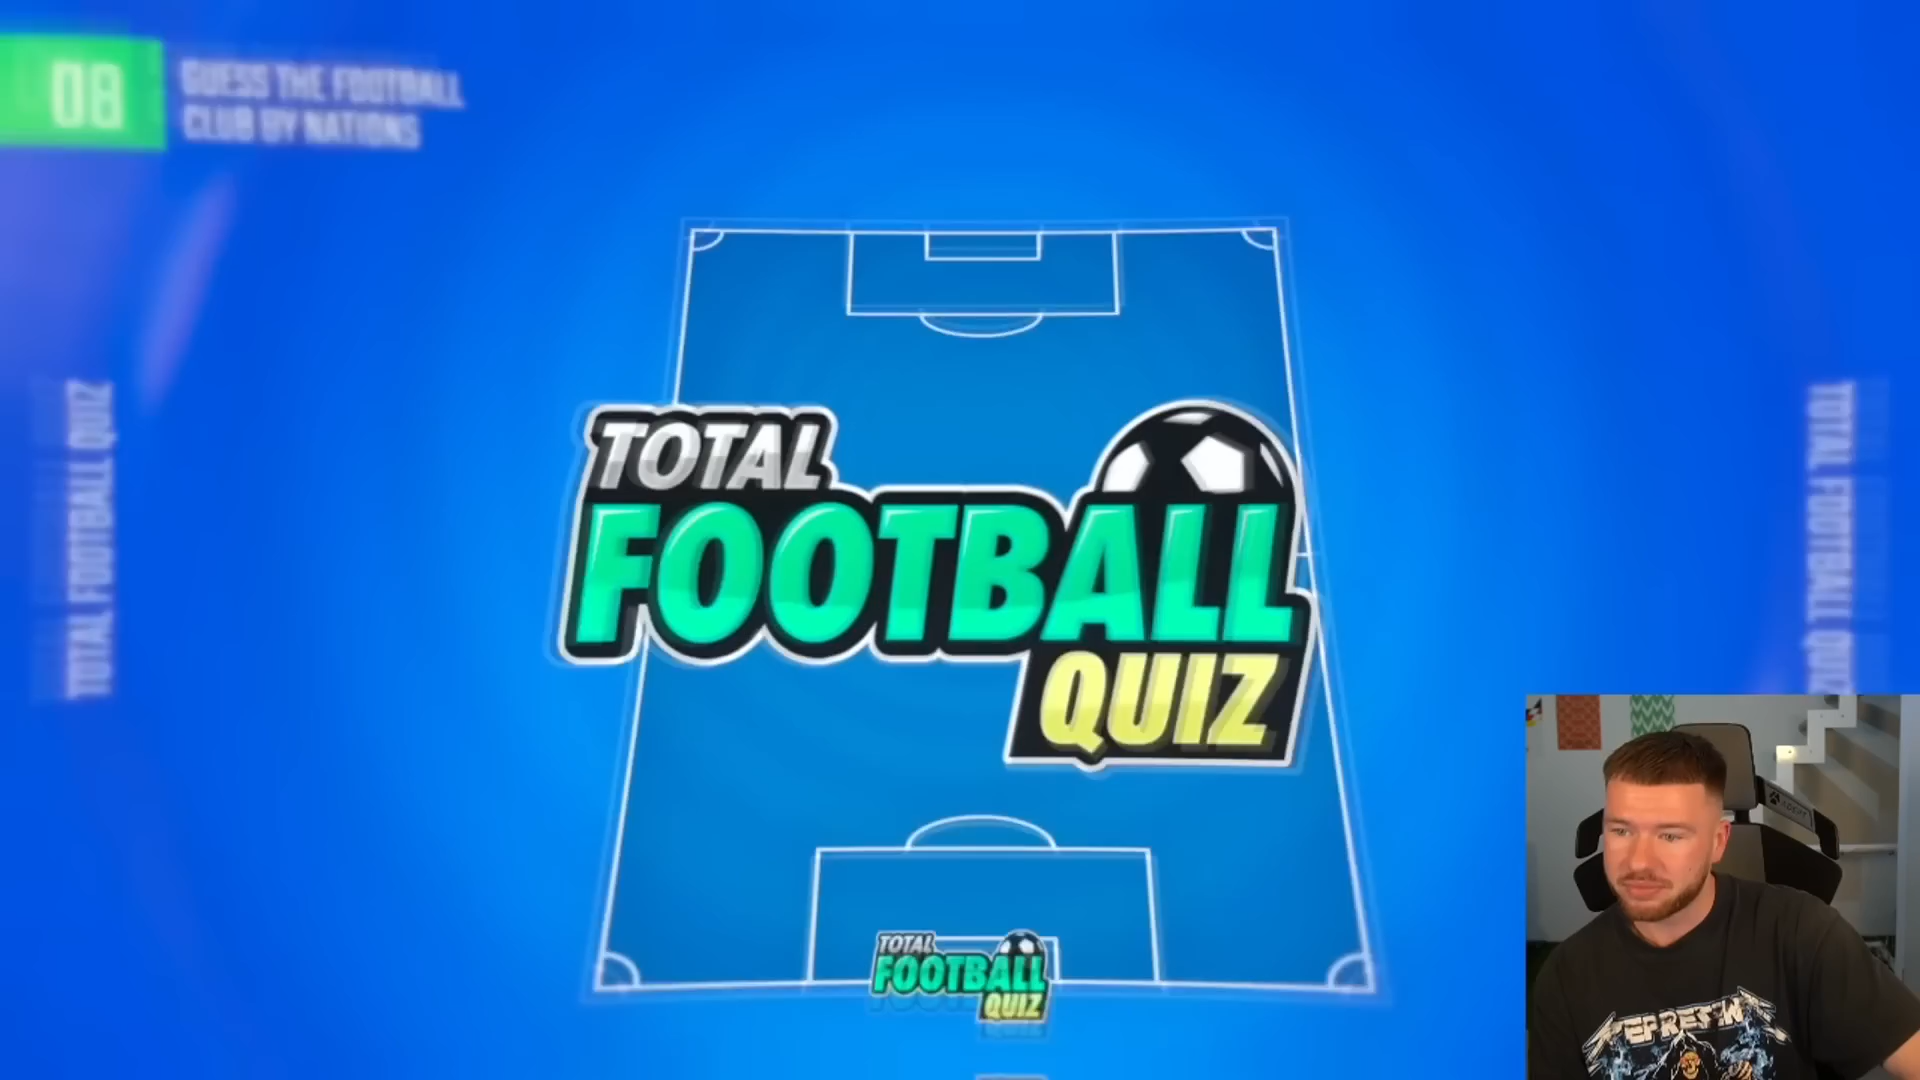 08
GUESS THE FOOTBALL
CLUB BY NATIONS
TOTAL
FOOTBALL
QUIZ
TOTAL FOOTBALL QUIZ
TOTAL FOOTBALL QUIZ
TOTAL
FOOTBALL
QUIZ